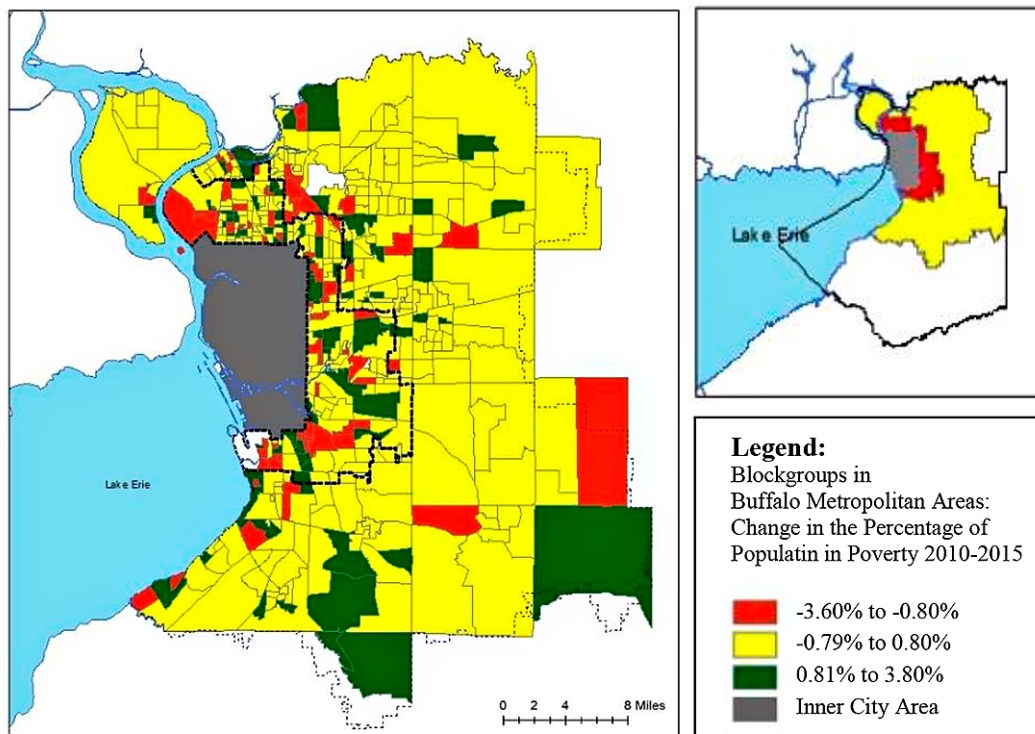 Lake Erie
0 2 4 8 Miles
Lake Erie
Legend:
Blockgroups in
Buffalo Metropolitan Areas:
Change in the Percentage of
Populatin in Poverty 2010-2015
-3.60% to -0.80%
-0.79% to 0.80%
0.81% to 3.80%
Inner City Area